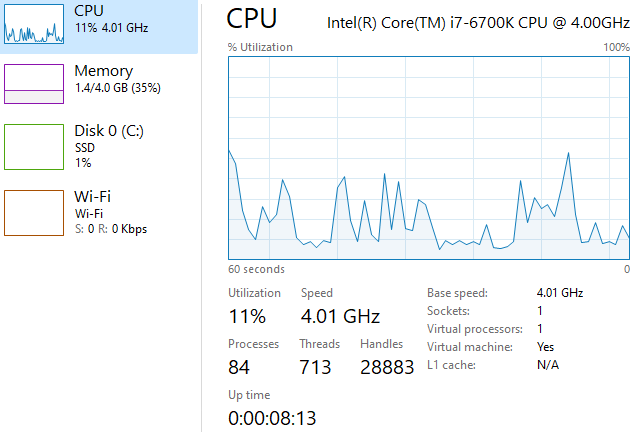 CPU
11% 4.01 GHz
Memory
1.4/4.0 GB (35%)
Disk 0 (C:)
SSD
1%
Wi-Fi
Wi-Fi
S: 0 R: 0 Kbps
CPU Intel(R) Core(TM) i7-6700K CPU @ 4.00GHz
% Utilization 100%
60 seconds 0
Utilization Speed
11% 4.01 GHz
Processes Threads Handles
84 713 28883
Up time
0:00:08:13
Base speed: 4.01 GHz
Sockets: 1
Virtual processors: 1
Virtual machine: Yes
L1 cache: N/A